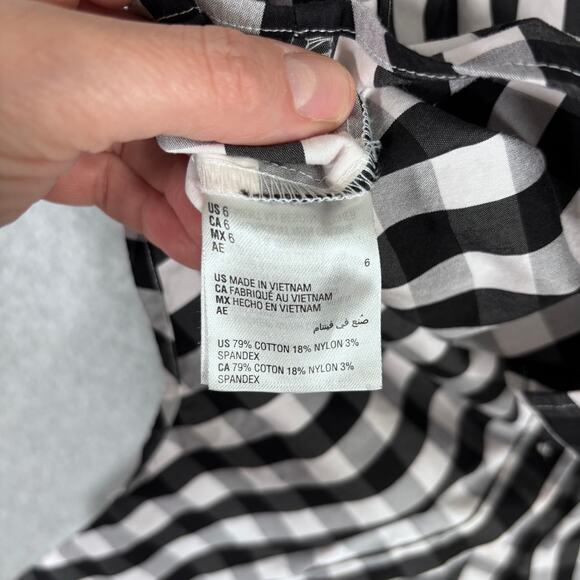 US 6
CA 6
MX 6
AE
6
US MADE IN VIETNAM
CA FABRIQUÉ AU VIETNAM
MX HECHO EN VIETNAM
AE
صُنع في فيتنام
US 79% COTTON 18% NYLON 3%
SPANDEX
CA 79% COTTON 18% NYLON 3%
SPANDEX